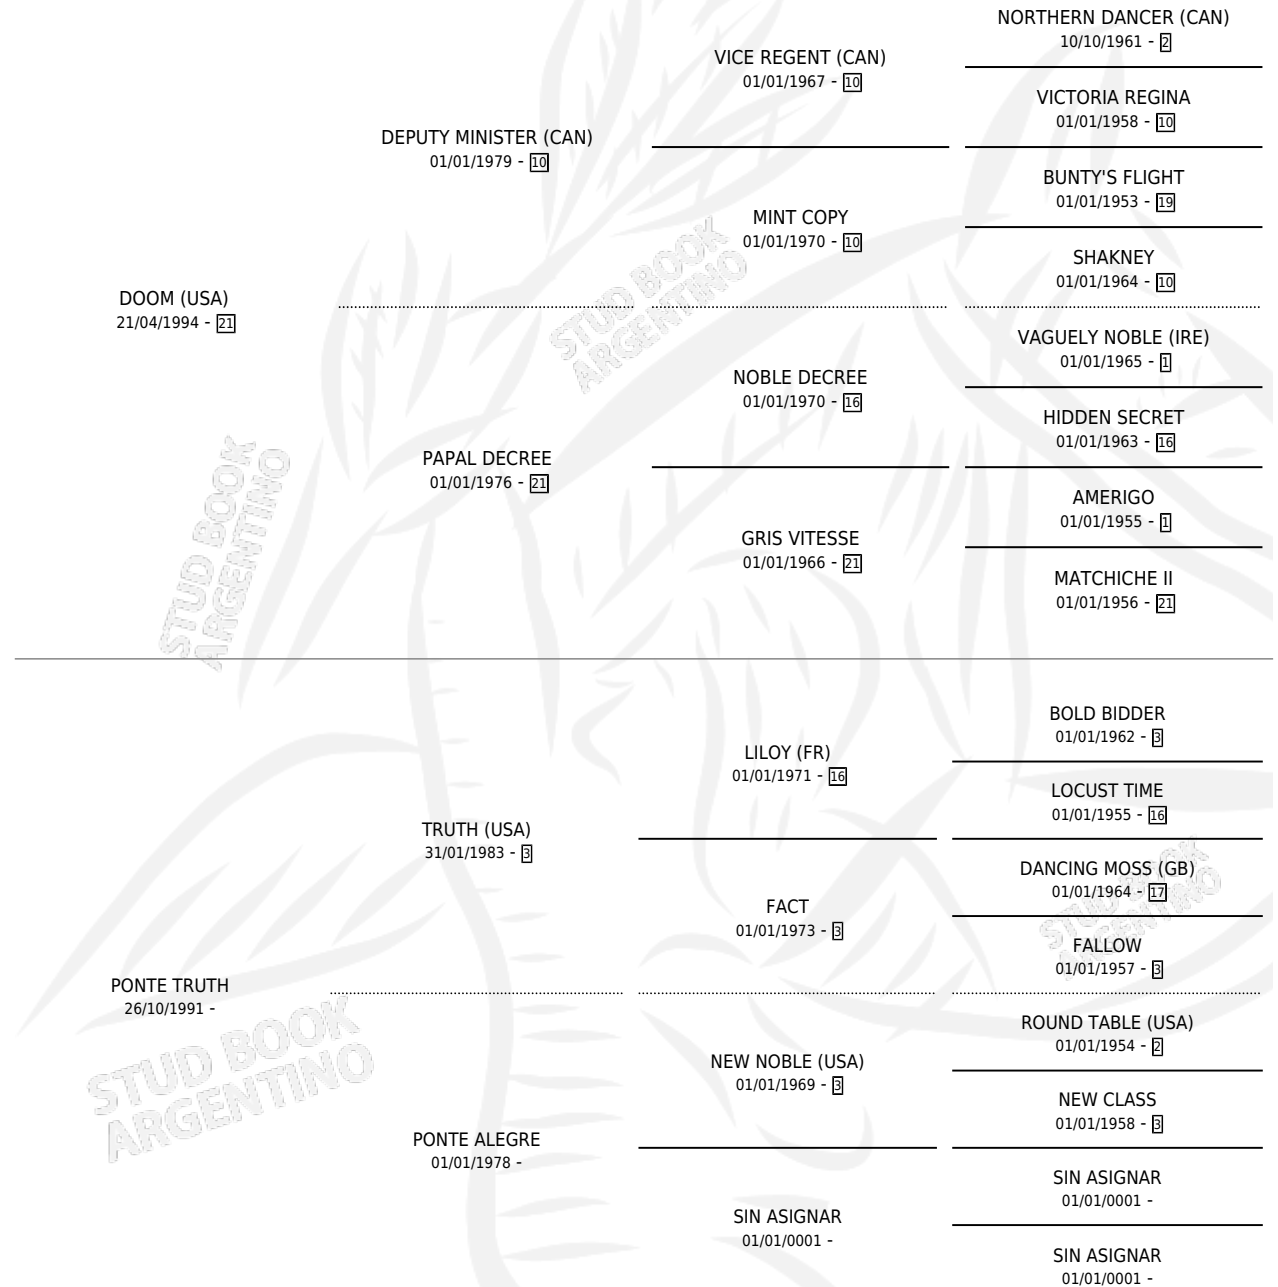 NORTHERN DANCER (CAN)
10/10/1961 - 2
VICE REGENT (CAN)
01/01/1967 - 10
VICTORIA REGINA
01/01/1958 - 10
DEPUTY MINISTER (CAN)
01/01/1979 - 10
BUNTY'S FLIGHT
01/01/1953 - 19
MINT COPY
01/01/1970 - 10
SHAKNEY
01/01/1964 - 10
DOOM (USA)
21/04/1994 - 21
VAGUELY NOBLE (IRE)
01/01/1965 - 1
NOBLE DECREE
01/01/1970 - 16
HIDDEN SECRET
01/01/1963 - 16
PAPAL DECREE
01/01/1976 - 21
AMERIGO
01/01/1955 - 1
GRIS VITESSE
01/01/1966 - 21
MATCHICHE II
01/01/1956 - 21
BOLD BIDDER
01/01/1962 - 3
LILOY (FR)
01/01/1971 - 16
LOCUST TIME
01/01/1955 - 16
TRUTH (USA)
31/01/1983 - 3
DANCING MOSS (GB)
01/01/1964 - 17
FACT
01/01/1973 - 3
FALLOW
01/01/1957 - 3
PONTE TRUTH
26/10/1991 -
ROUND TABLE (USA)
01/01/1954 - 2
NEW NOBLE (USA)
01/01/1969 - 3
NEW CLASS
01/01/1958 - 3
PONTE ALEGRE
01/01/1978 -
SIN ASIGNAR
01/01/0001 -
SIN ASIGNAR
01/01/0001 -
SIN ASIGNAR
01/01/0001 -
STUD BOOK
ARGENTINO
STUD BOOK
ARGENTINO
STUD BOOK
ARGENTINO
STUD BOOK
ARGENTINO